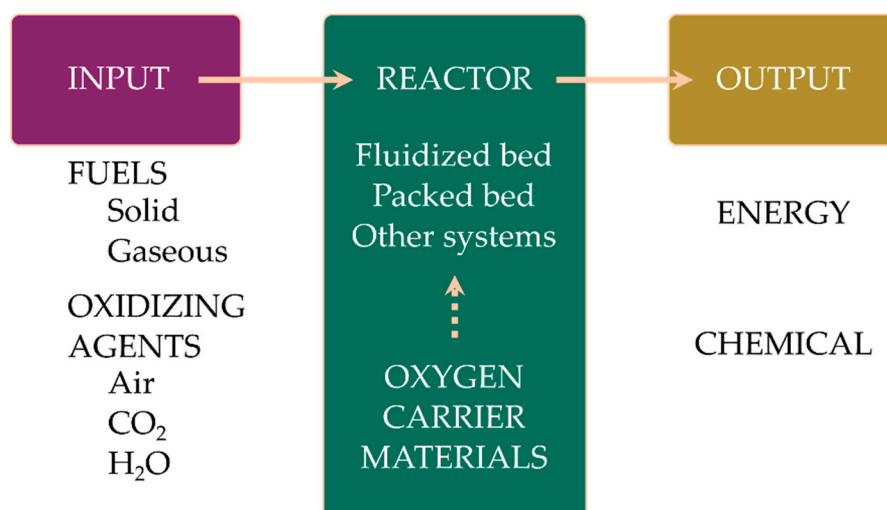 INPUT
FUELS
Solid
Gaseous
OXIDIZING
AGENTS
Air
CO₂
H₂O
REACTOR
Fluidized bed
Packed bed
Other systems
OXYGEN
CARRIER
MATERIALS
OUTPUT
ENERGY
CHEMICAL